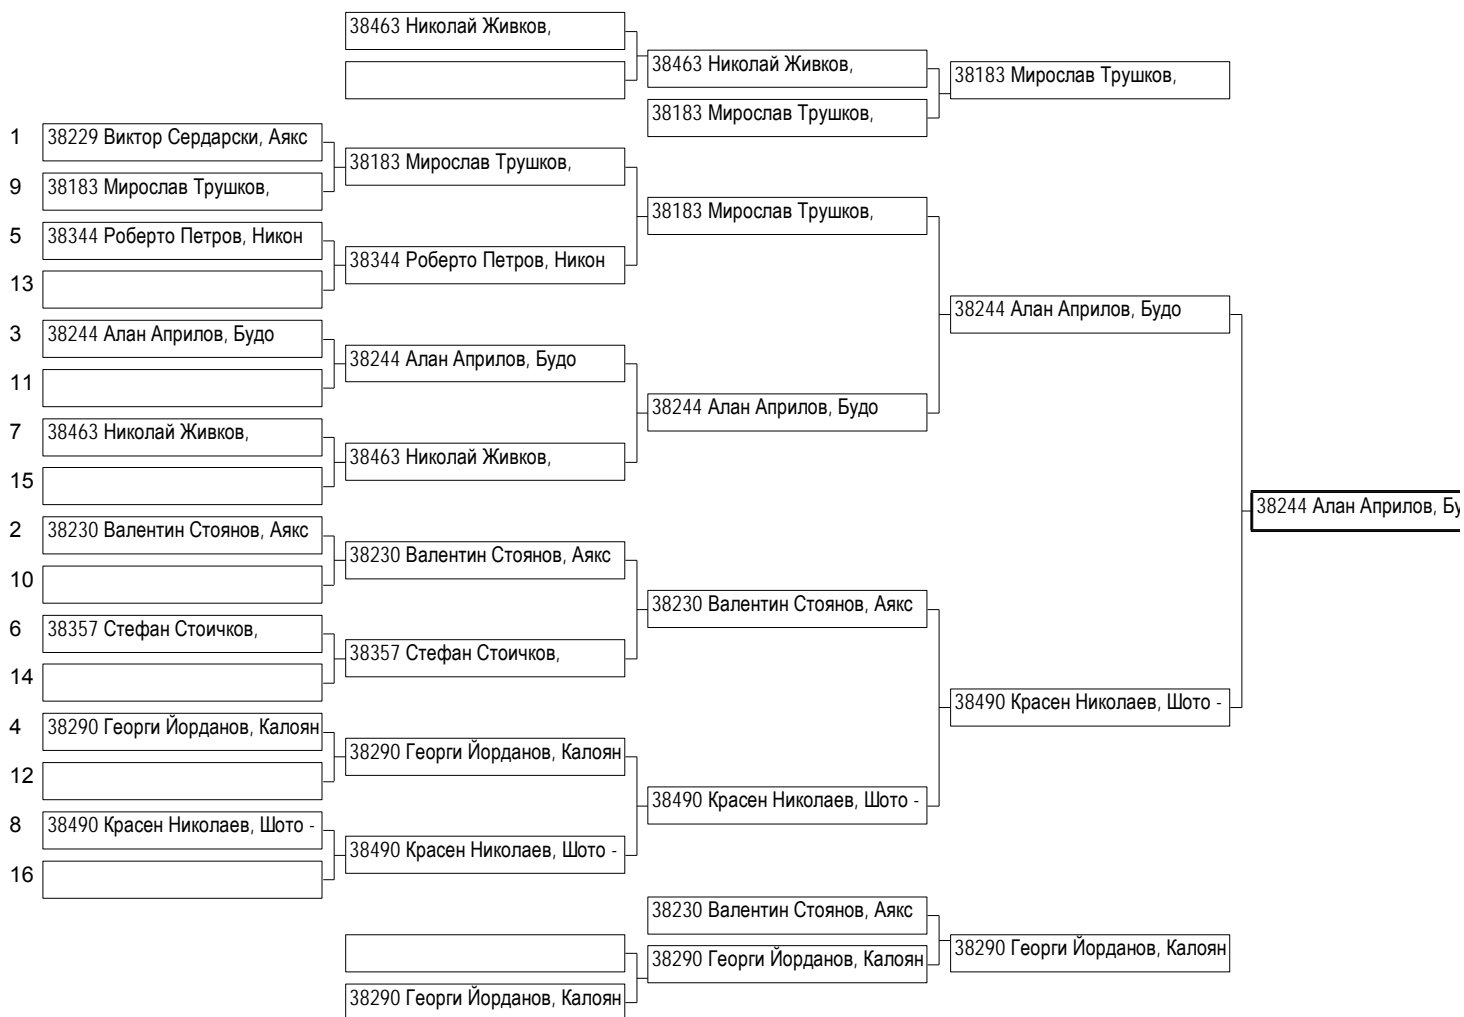 38463 Николай Живков,
38463 Николай Живков,
38183 Мирослав Трушков,
38183 Мирослав Трушков,
1 38229 Виктор Сердарски, Аякс
38183 Мирослав Трушков,
9 38183 Мирослав Трушков,
38183 Мирослав Трушков,
5 38344 Роберто Петров, Никон
38344 Роберто Петров, Никон
13
38244 Алан Априлов, Будо
3 38244 Алан Априлов, Будо
38244 Алан Априлов, Будо
11
38244 Алан Априлов, Будо
7 38463 Николай Живков,
38463 Николай Живков,
15
38244 Алан Априлов, Бу
2 38230 Валентин Стоянов, Аякс
38230 Валентин Стоянов, Аякс
10
38230 Валентин Стоянов, Аякс
6 38357 Стефан Стоичков,
38357 Стефан Стоичков,
14
38490 Красен Николаев, Шото -
4 38290 Георги Йорданов, Калоян
38290 Георги Йорданов, Калоян
12
38490 Красен Николаев, Шото -
8 38490 Красен Николаев, Шото -
38490 Красен Николаев, Шото -
16
38230 Валентин Стоянов, Аякс
38290 Георги Йорданов, Калоян
38290 Георги Йорданов, Калоян
38290 Георги Йорданов, Калоян